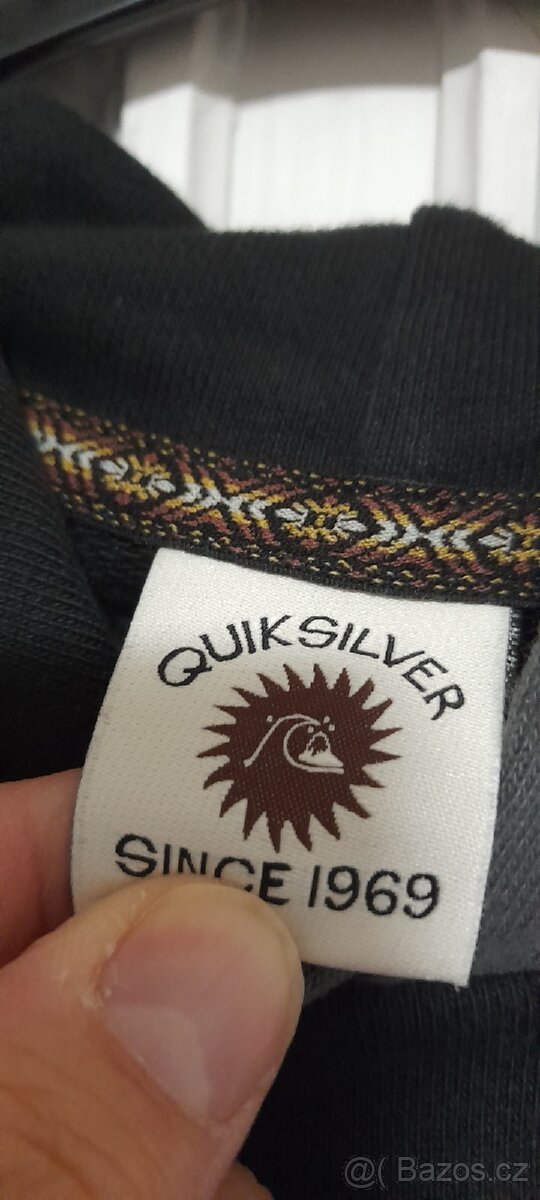 QUIKSILVER
SINCE 1969
@( Bazos.cz